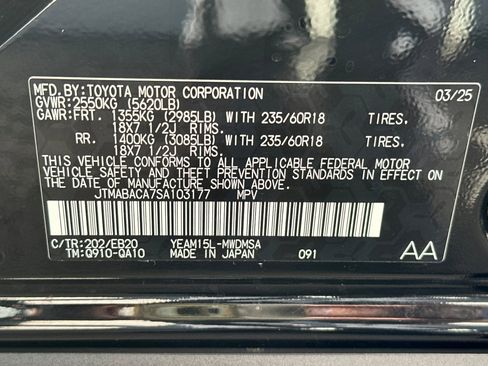 MFD.BY:TOYOTA MOTOR CORPORATION 03/25
GVWR:2550KG (5620LB)
GAWR:FRT. 1355KG (2985LB) WITH 235/60R18 TIRES.
18X7 1/2J RIMS.
RR. 1400KG (3085LB) WITH 235/60R18 TIRES.
18X7 1/2J RIMS.
THIS VEHICLE CONFORMS TO ALL APPLICABLE FEDERAL MOTOR
VEHICLE SAFETY AND THEFT PREVENTION STANDARDS IN EFFECT
ON THE DATE OF MANUFACTURE SHOWN ABOVE.
JTMABACA7SA103177 MPV
C/TR:202/EB20 YEAM15L-MWDMSA AA
TM:Q910-QA10 MADE IN JAPAN 091